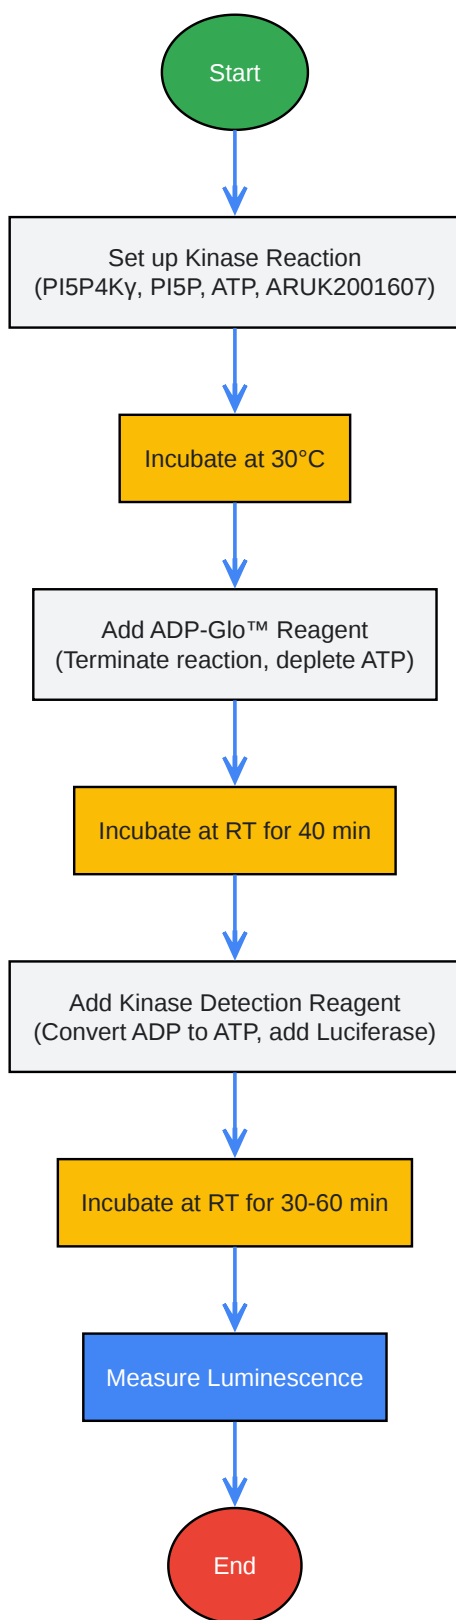 Start
Set up Kinase Reaction
(PI5P4Kγ, PI5P, ATP, ARUK2001607)
Incubate at 30°C
Add ADP-Glo™ Reagent
(Terminate reaction, deplete ATP)
Incubate at RT for 40 min
Add Kinase Detection Reagent
(Convert ADP to ATP, add Luciferase)
Incubate at RT for 30-60 min
Measure Luminescence
End